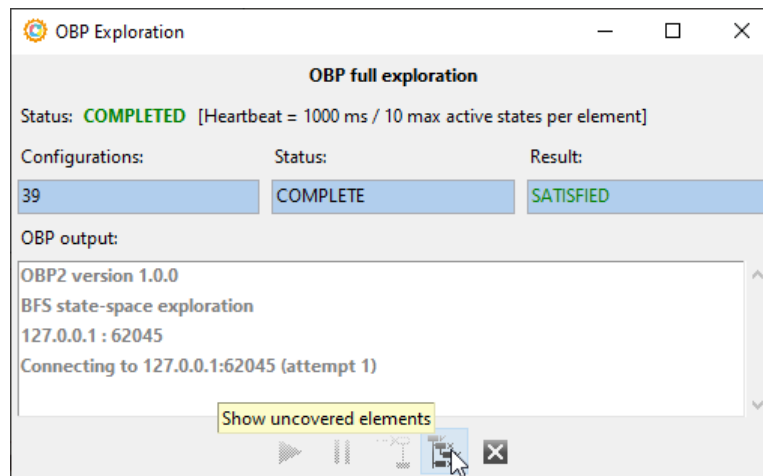 OBP Exploration
OBP full exploration
Status: COMPLETED [Heartbeat = 1000 ms / 10 max active states per element]
Configurations: Status: Result:
39 COMPLETE SATISFIED
OBP output:
OBP2 version 1.0.0
BFS state-space exploration
127.0.0.1 : 62045
Connecting to 127.0.0.1:62045 (attempt 1)
Show uncovered elements